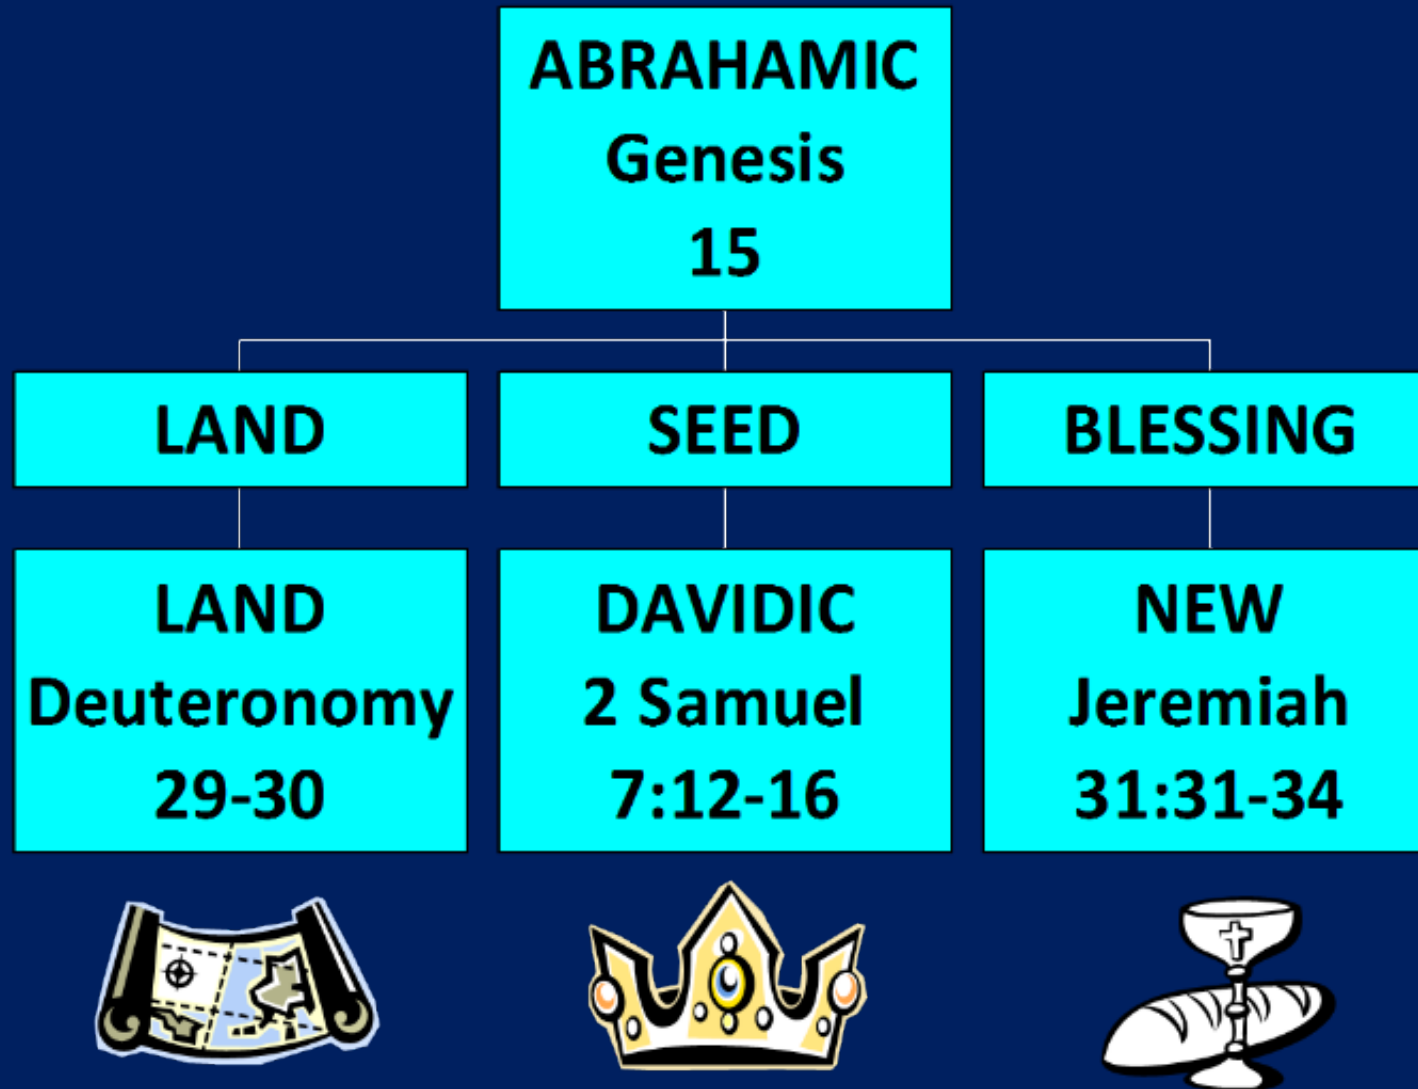 ABRAHAMIC
Genesis
15
LAND
SEED
BLESSING
LAND
Deuteronomy
29-30
DAVIDIC
2 Samuel
7:12-16
NEW
Jeremiah
31:31-34